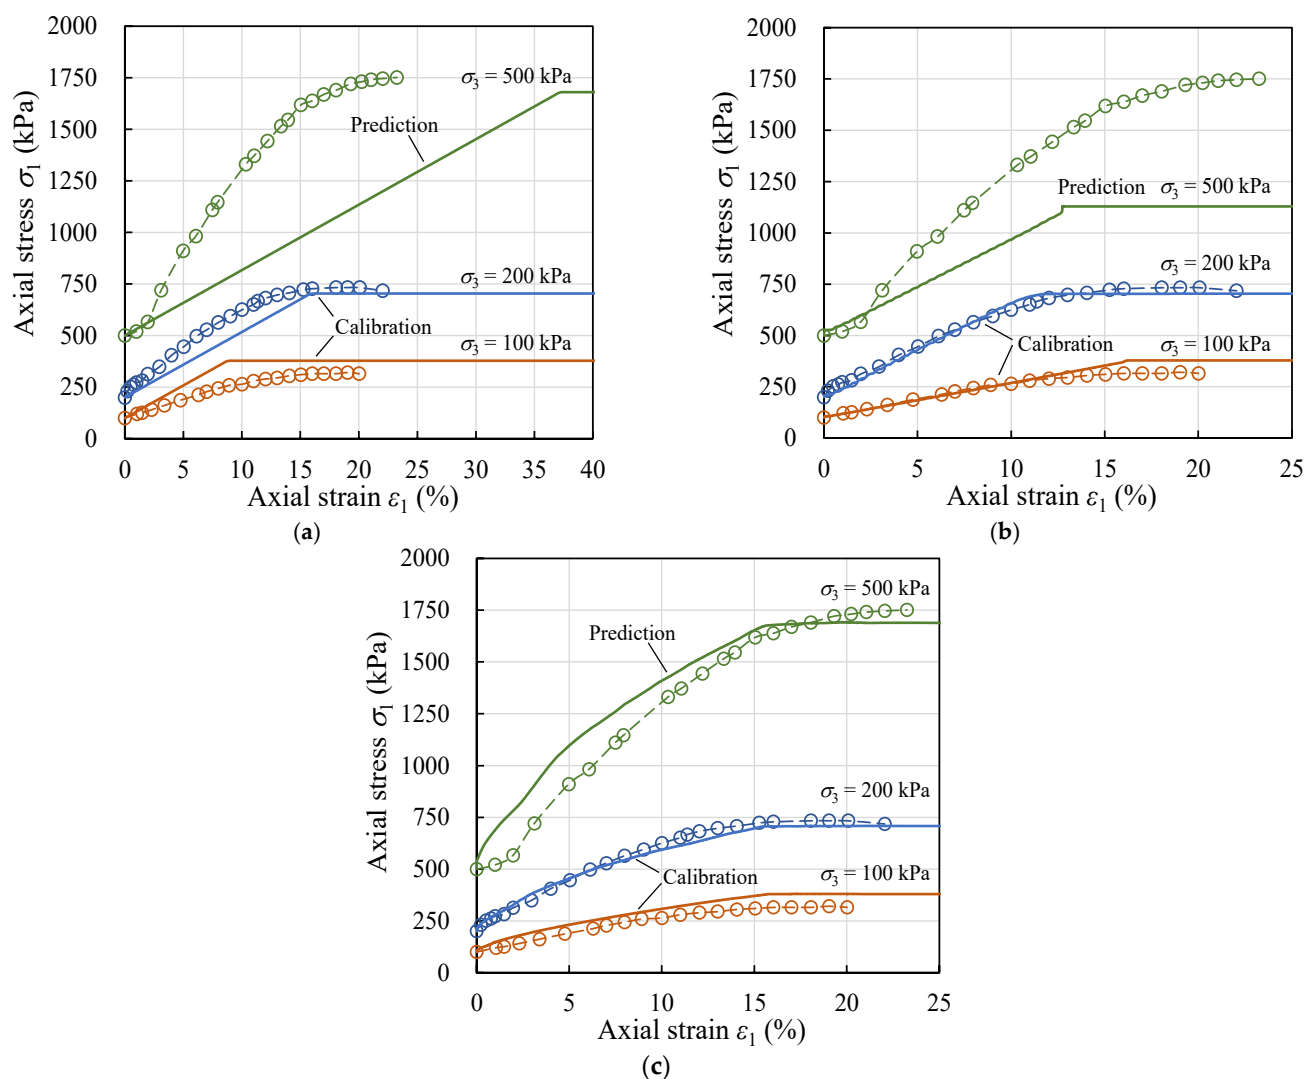 2000
1750
1500
1250
1000
750
500
250
0
Axial stress σ1 (kPa)
σ3 = 500 kPa
Prediction
σ3 = 200 kPa
Calibration
σ3 = 100 kPa
0 5 10 15 20 25 30 35 40
Axial strain ε1 (%)
(a)
2000
1750
1500
1250
1000
750
500
250
0
Axial stress σ1 (kPa)
Prediction
σ3 = 500 kPa
σ3 = 200 kPa
Calibration
σ3 = 100 kPa
0 5 10 15 20 25
Axial strain ε1 (%)
(b)
2000
1750
1500
1250
1000
750
500
250
0
Axial stress σ1 (kPa)
σ3 = 500 kPa
Prediction
σ3 = 200 kPa
Calibration
σ3 = 100 kPa
0 5 10 15 20 25
Axial strain ε1 (%)
(c)